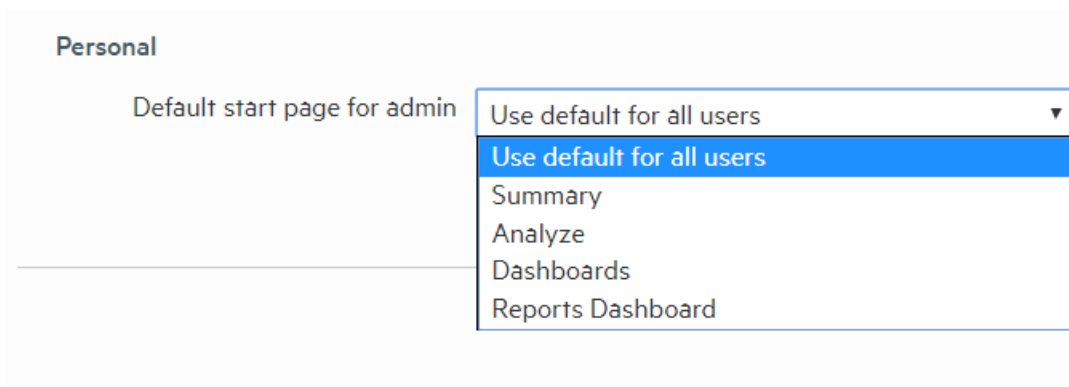 Personal
Default start page for admin Use default for all users
Use default for all users
Summary
Analyze
Dashboards
Reports Dashboard